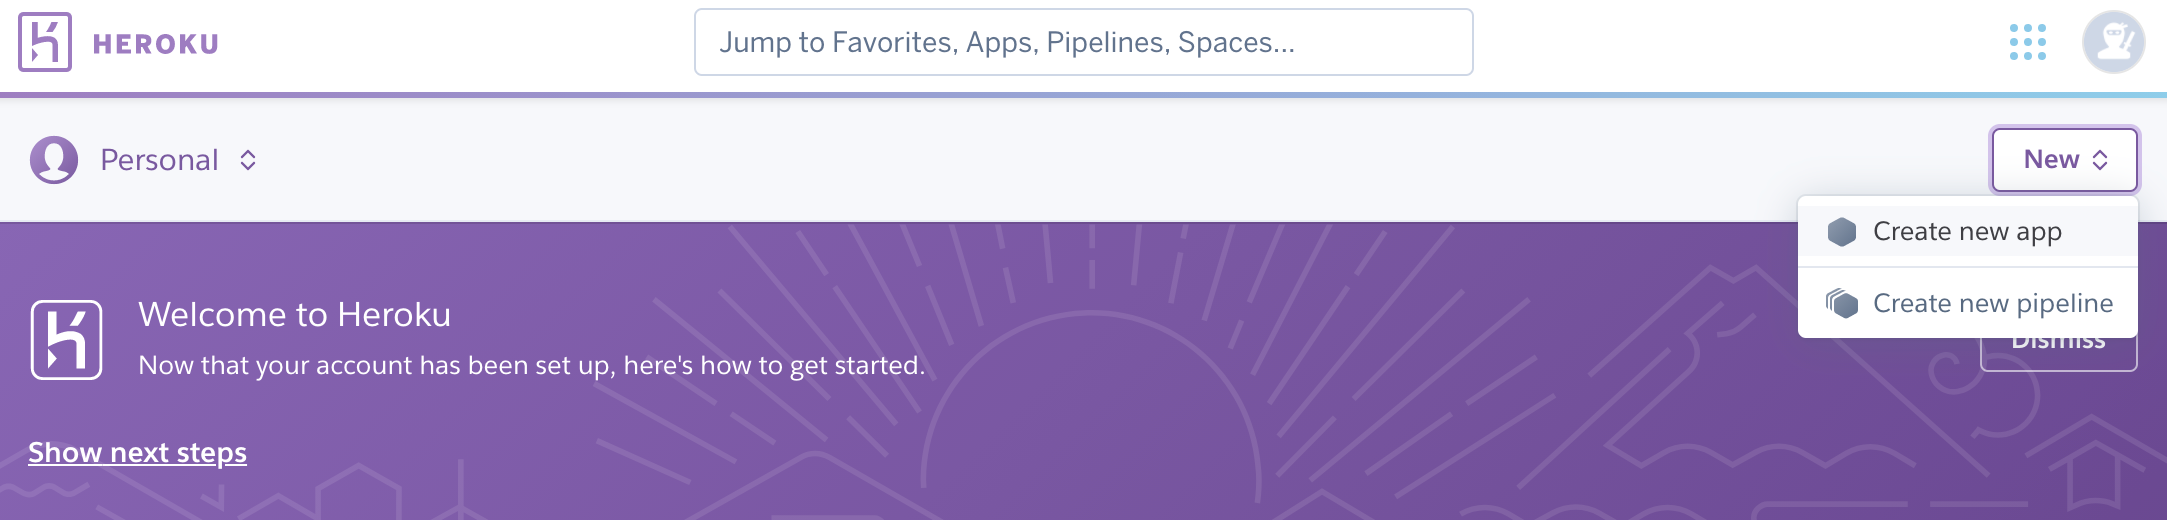 HEROKU
Jump to Favorites, Apps, Pipelines, Spaces...
Personal
New
Create new app
Create new pipeline
Dismiss
Welcome to Heroku
Now that your account has been set up, here's how to get started.
Show next steps